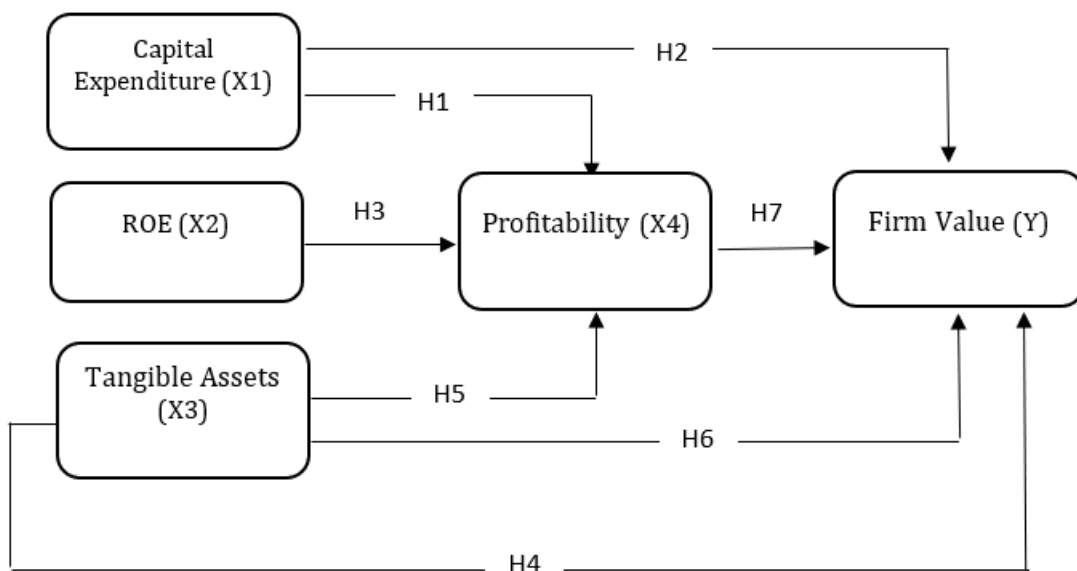 Capital
Expenditure (X1)
H2
H1
ROE (X2)
H3
Profitability (X4)
H7
Firm Value (Y)
Tangible Assets
(X3)
H5
H6
H4